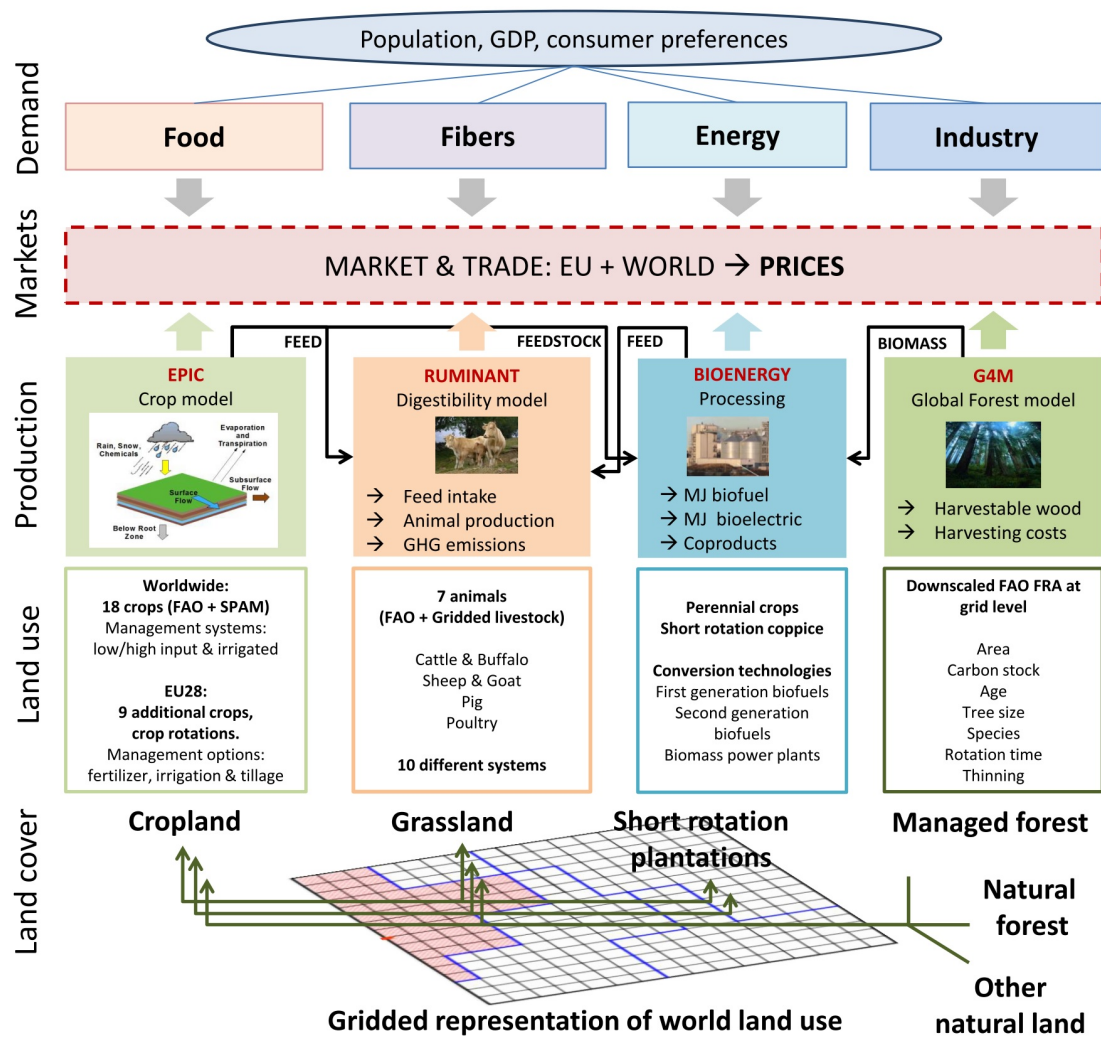 Population, GDP, consumer preferences
Demand
Food
Fibers
Energy
Industry
Markets
MARKET & TRADE: EU + WORLD → PRICES
FEED
FEEDSTOCK
FEED
BIOMASS
Production
EPIC
Crop model
Rain, Snow,
Chemicals
Evaporation
and
Transpiration
Subsurface
Flow
Surface
Flow
Below Root
Zone
RUMINANT
Digestibility model
→ Feed intake
→ Animal production
→ GHG emissions
BIOENERGY
Processing
→ MJ biofuel
→ MJ bioelectric
→ Coproducts
G4M
Global Forest model
→ Harvestable wood
→ Harvesting costs
Land use
Worldwide:
18 crops (FAO + SPAM)
Management systems:
low/high input & irrigated
EU28:
9 additional crops,
crop rotations.
Management options:
fertilizer, irrigation & tillage
7 animals
(FAO + Gridded livestock)
Cattle & Buffalo
Sheep & Goat
Pig
Poultry
10 different systems
Perennial crops
Short rotation coppice
Conversion technologies
First generation biofuels
Second generation
biofuels
Biomass power plants
Downscaled FAO FRA at
grid level
Area
Carbon stock
Age
Tree size
Species
Rotation time
Thinning
Land cover
Cropland
Grassland
Short rotation
plantations
Managed forest
Natural
forest
Other
natural land
Gridded representation of world land use